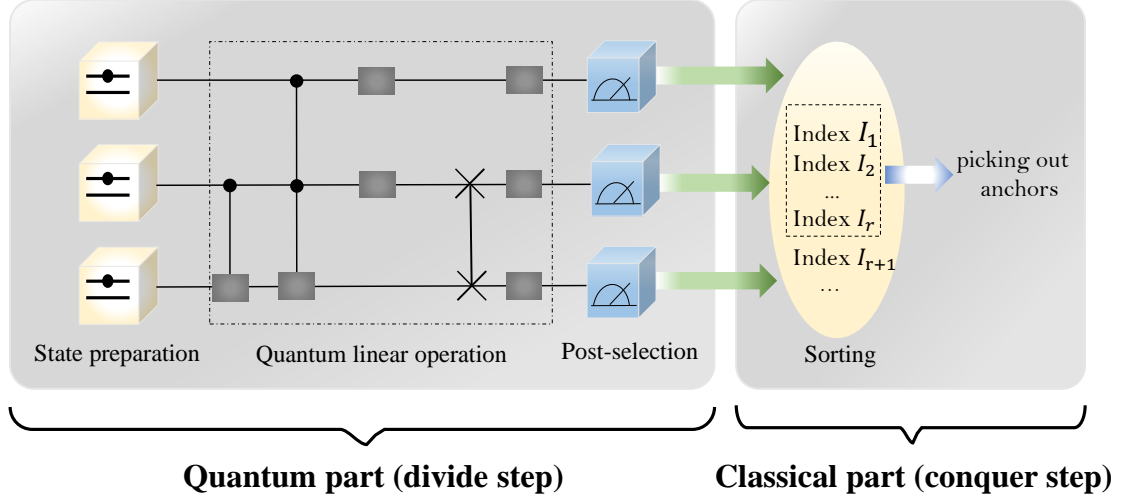 Index I₁
Index I₂
...
Index Iᵣ
Index Iᵣ₊₁
...
picking out
anchors
State preparation
Quantum linear operation
Post-selection
Sorting
Quantum part (divide step)
Classical part (conquer step)